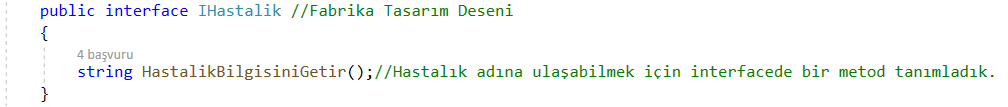 public interface IHastalik //Fabrika Tasarım Deseni
{
4 başvuru
string HastalikBilgisiniGetir();//Hastalık adına ulaşabilmek için interfacede bir metod tanımladık.
}